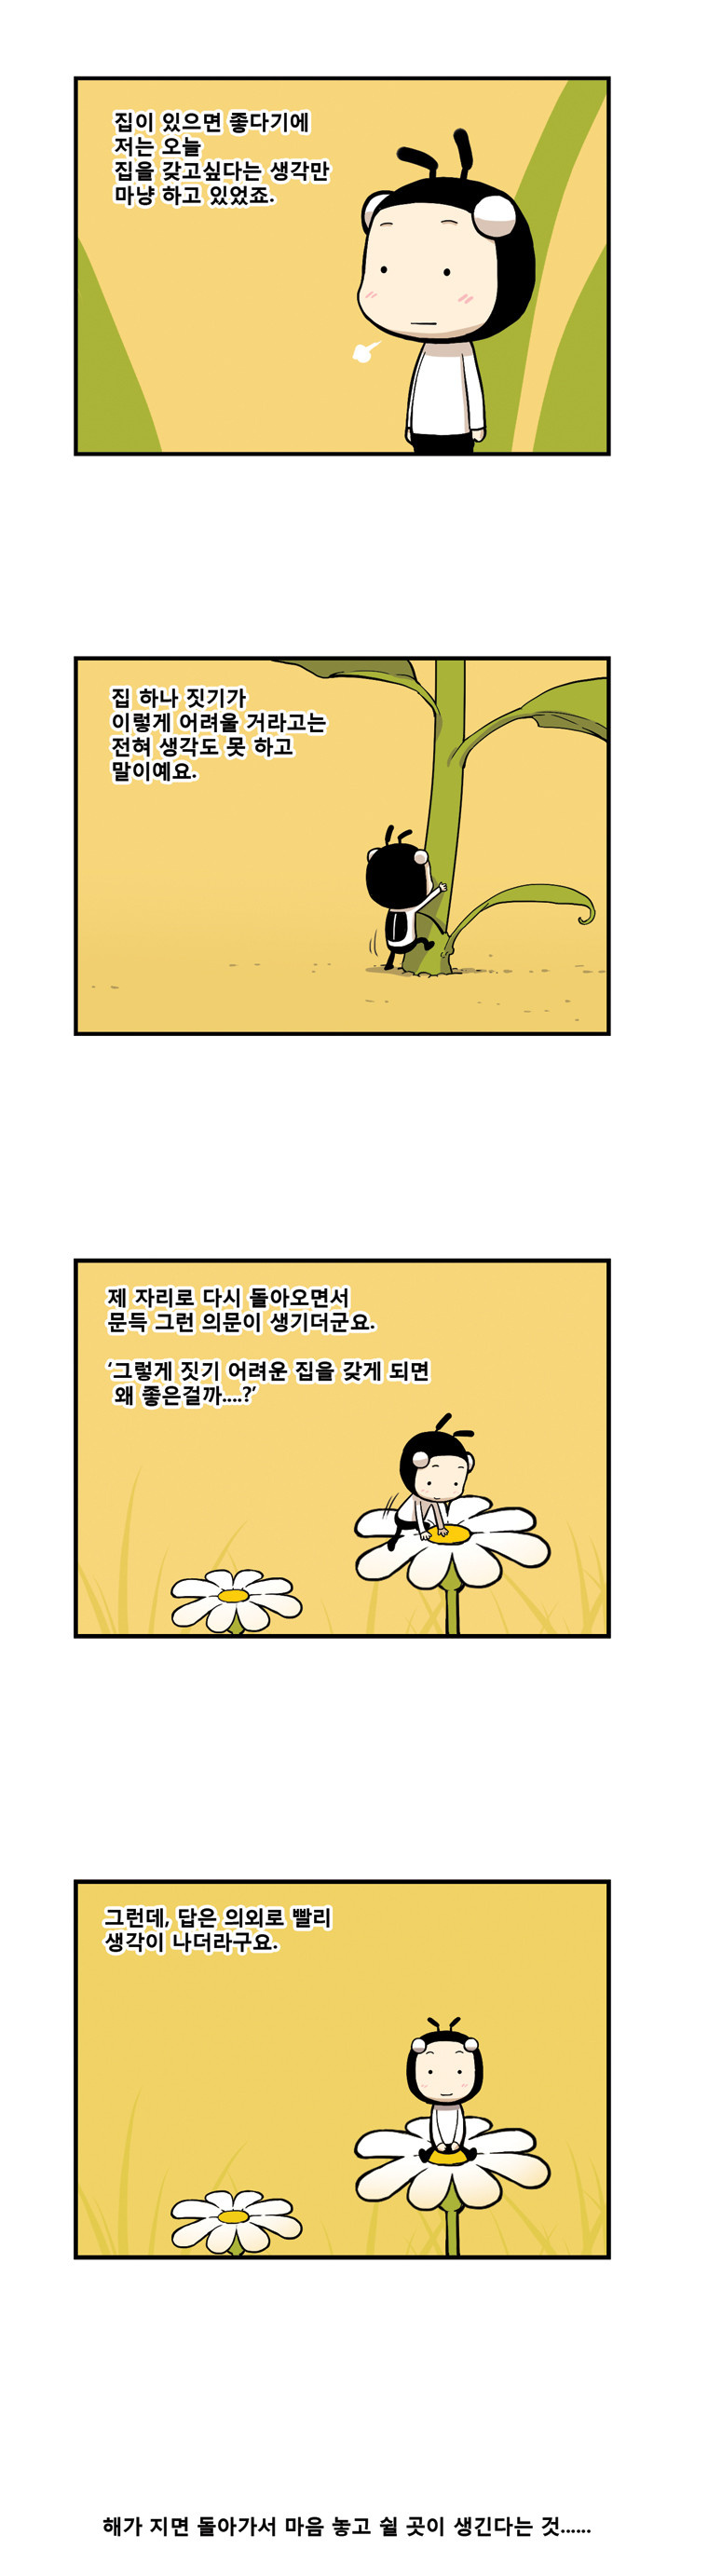 집이 있으면 좋다기에
저는 오늘
집을 갖고싶다는 생각만
마냥 하고 있었죠.
집 하나 짓기가
이렇게 어려울 거라고는
전혀 생각도 못 하고
말이예요.
제 자리로 다시 돌아오면서
문득 그런 의문이 생기더군요.
‘그렇게 짓기 어려운 집을 갖게 되면
왜 좋은걸까....?’
그런데, 답은 의외로 빨리
생각이 나더라구요.
해가 지면 돌아가서 마음 놓고 쉴 곳이 생긴다는 것......